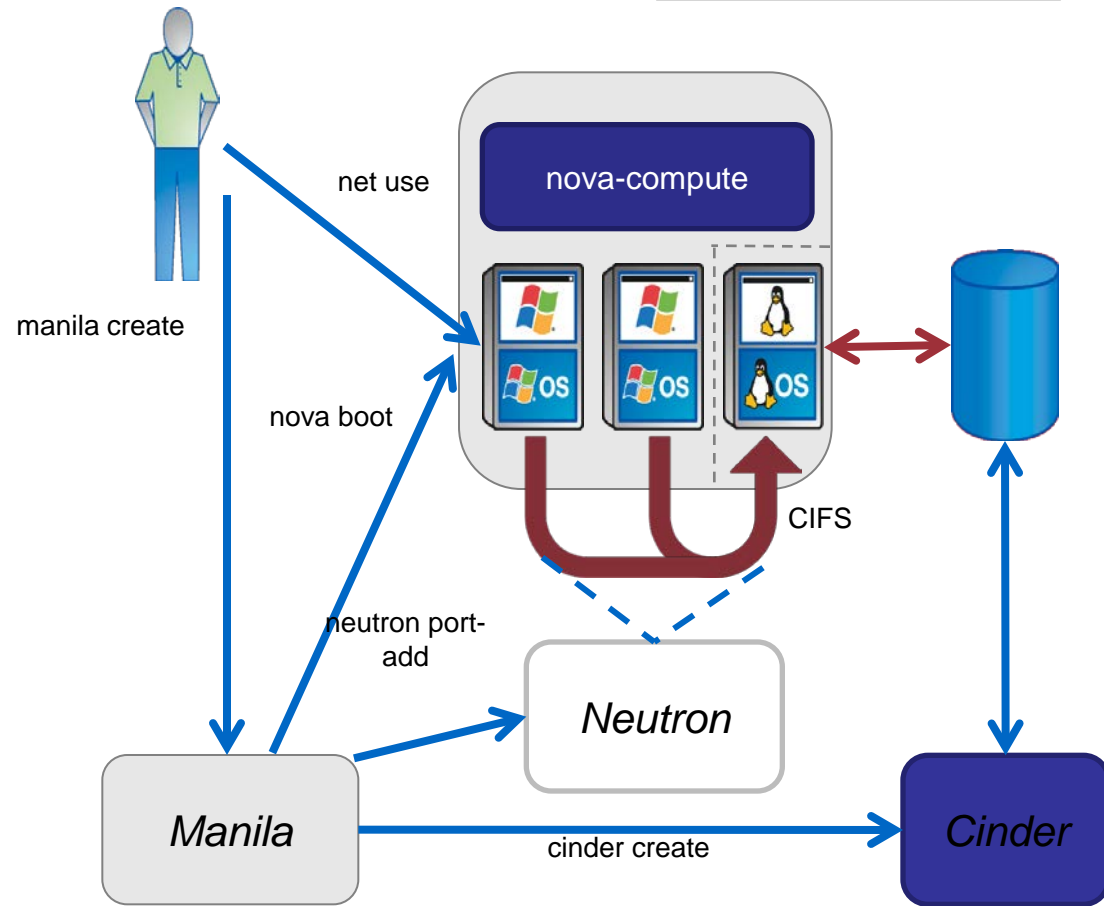 net use
nova-compute
manila create
OS
OS
OS
nova boot
CIFS
neutron port-
add
Neutron
Manila
cinder create
Cinder